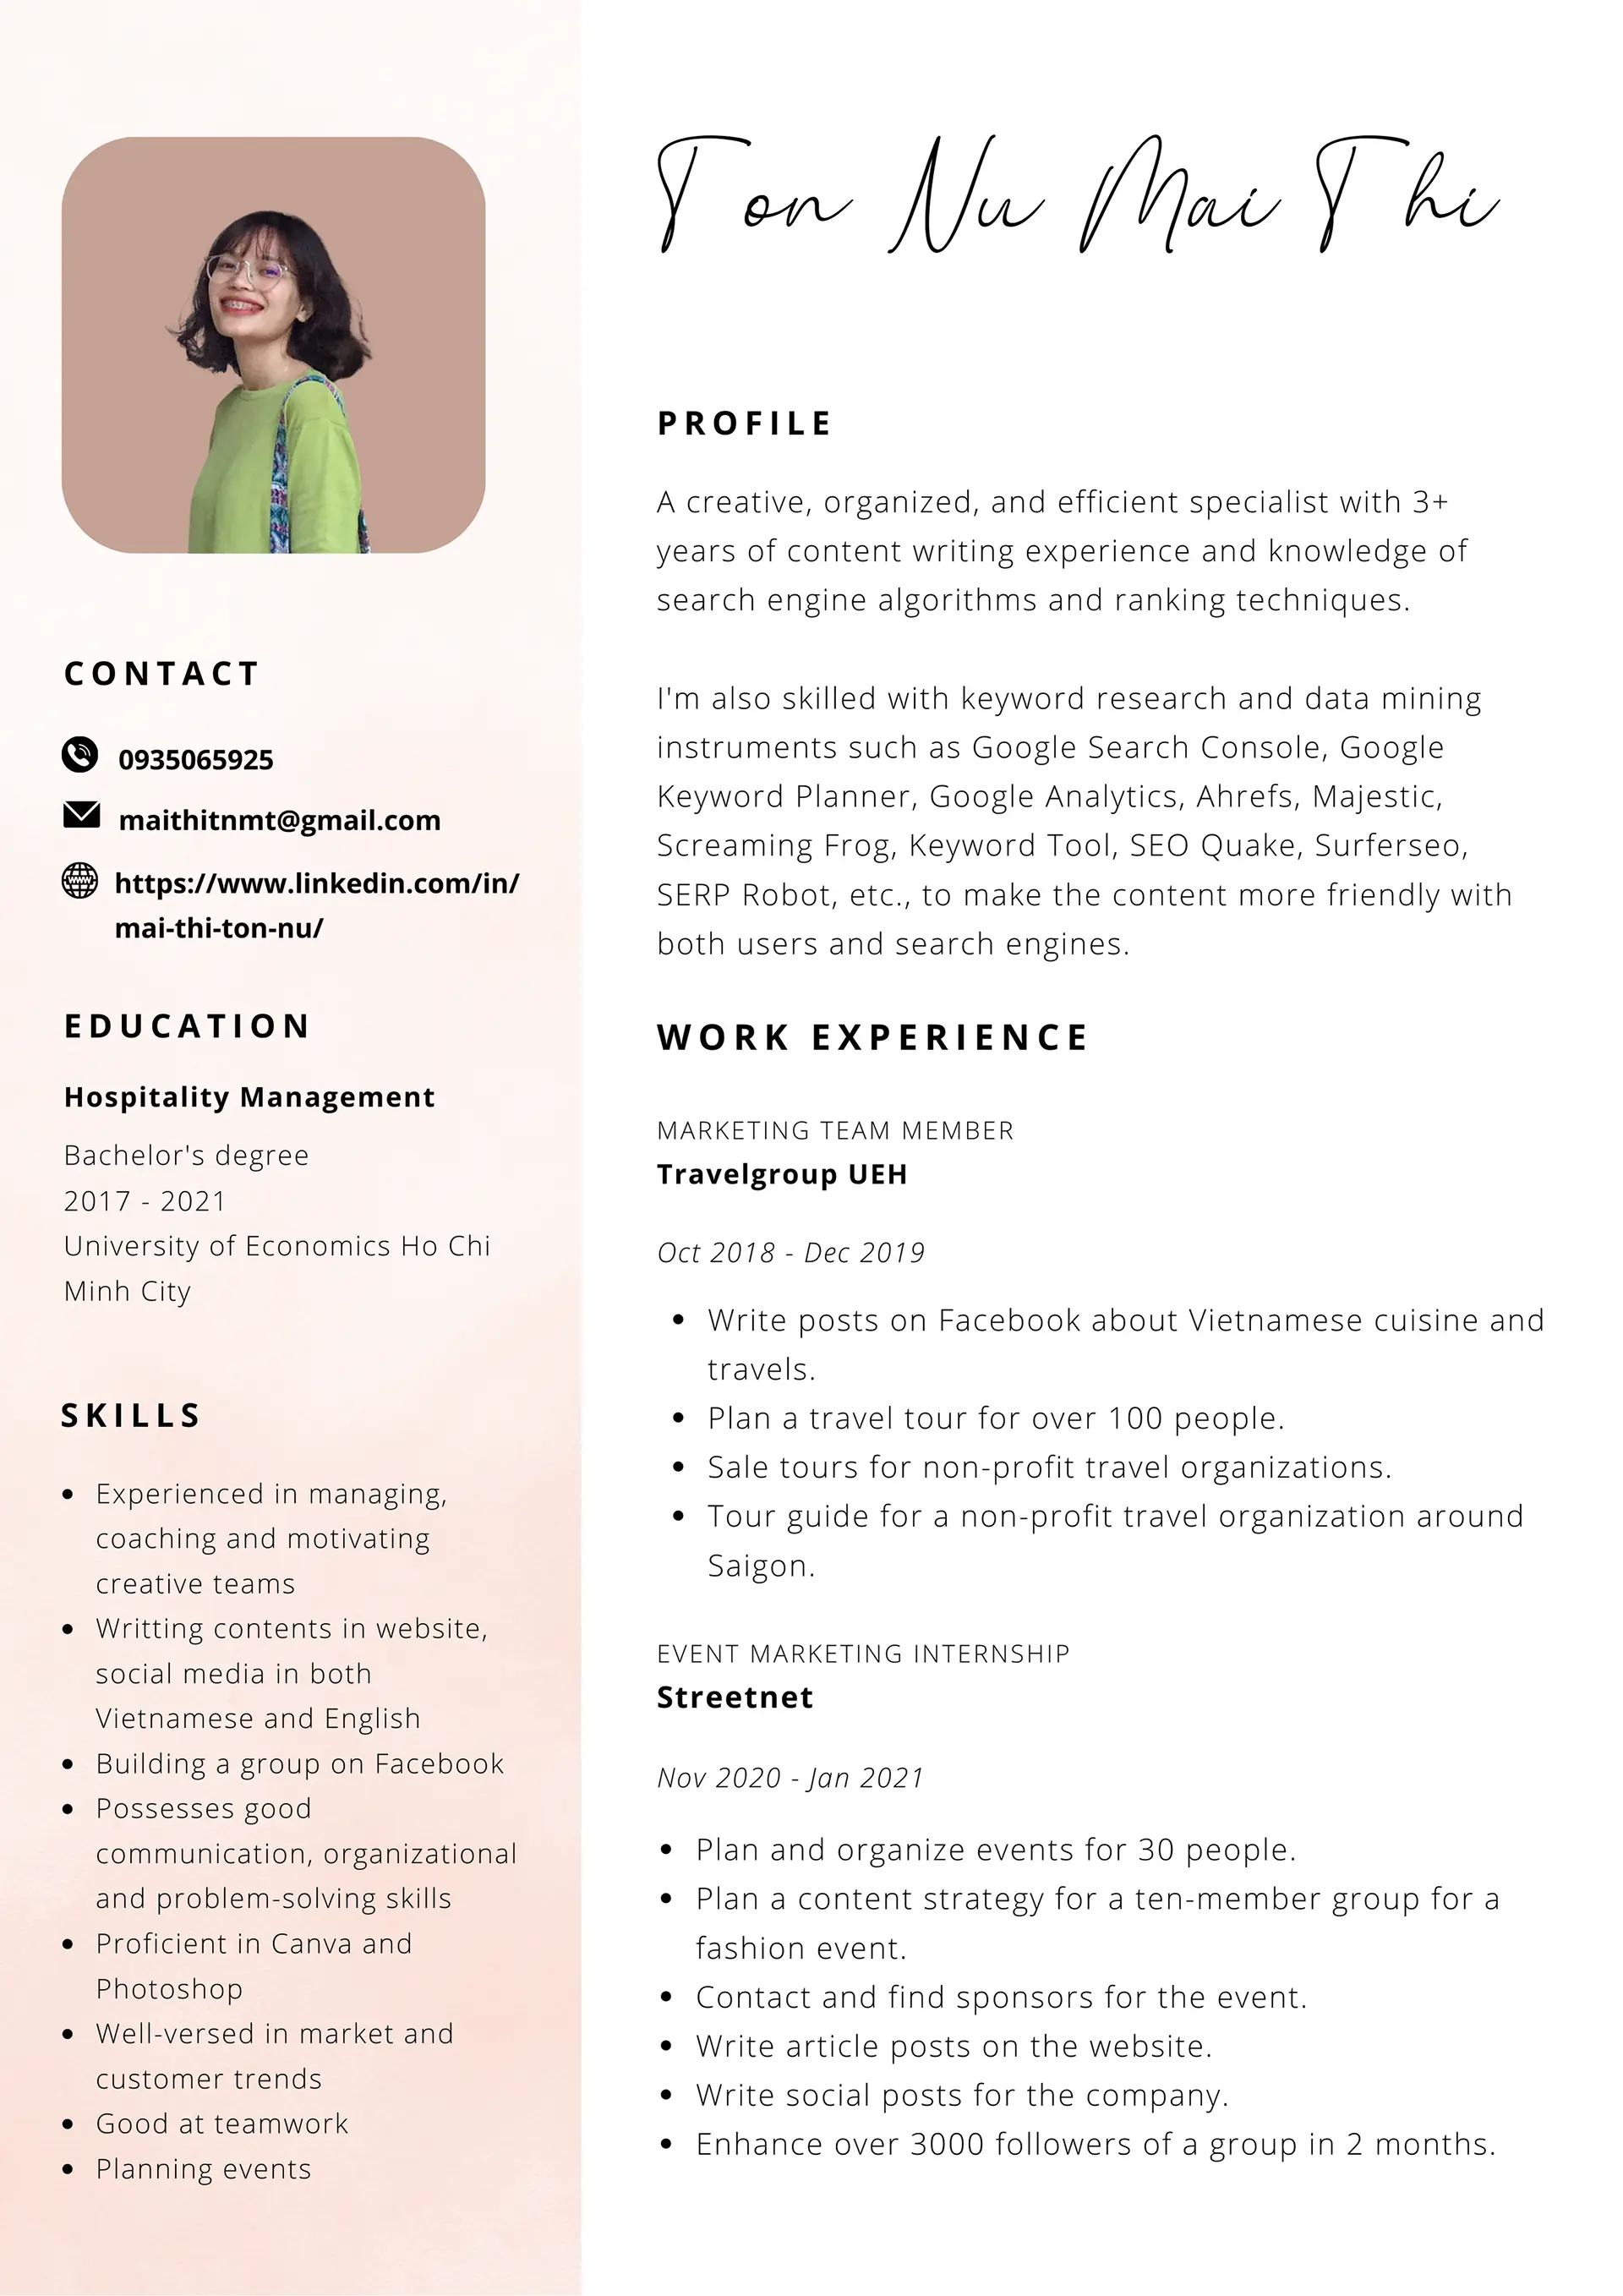 Ton Nu Mai Thi
CONTACT
0935065925
maithitnmt@gmail.com
https://www.linkedin.com/in/
mai-thi-ton-nu/
EDUCATION
Hospitality Management
Bachelor's degree
2017 - 2021
University of Economics Ho Chi
Minh City
SKILLS
• Experienced in managing,
coaching and motivating
creative teams
• Writting contents in website,
social media in both
Vietnamese and English
• Building a group on Facebook
• Possesses good
communication, organizational
and problem-solving skills
• Proficient in Canva and
Photoshop
• Well-versed in market and
customer trends
• Good at teamwork
• Planning events
PROFILE
A creative, organized, and efficient specialist with 3+
years of content writing experience and knowledge of
search engine algorithms and ranking techniques.
I'm also skilled with keyword research and data mining
instruments such as Google Search Console, Google
Keyword Planner, Google Analytics, Ahrefs, Majestic,
Screaming Frog, Keyword Tool, SEO Quake, Surferseo,
SERP Robot, etc., to make the content more friendly with
both users and search engines.
WORK EXPERIENCE
MARKETING TEAM MEMBER
Travelgroup UEH
Oct 2018 - Dec 2019
• Write posts on Facebook about Vietnamese cuisine and
travels.
• Plan a travel tour for over 100 people.
• Sale tours for non-profit travel organizations.
• Tour guide for a non-profit travel organization around
Saigon.
EVENT MARKETING INTERNSHIP
Streetnet
Nov 2020 - Jan 2021
• Plan and organize events for 30 people.
• Plan a content strategy for a ten-member group for a
fashion event.
• Contact and find sponsors for the event.
• Write article posts on the website.
• Write social posts for the company.
• Enhance over 3000 followers of a group in 2 months.